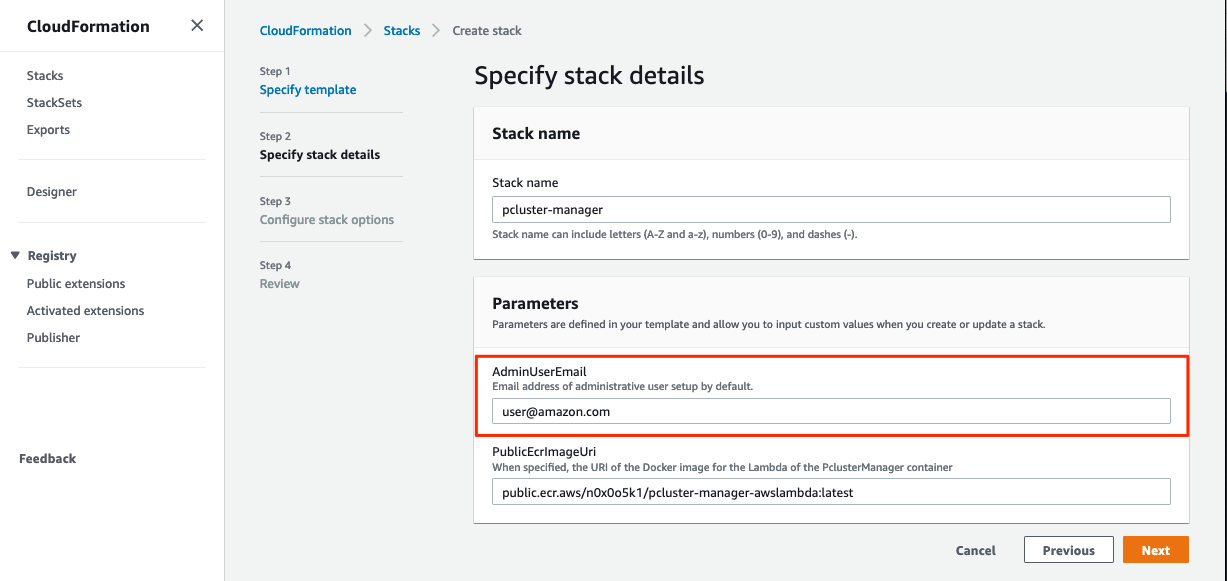 CloudFormation
Stacks
StackSets
Exports
Designer
Registry
Public extensions
Activated extensions
Publisher
Feedback
CloudFormation > Stacks > Create stack
Step 1
Specify template
Step 2
Specify stack details
Step 3
Configure stack options
Step 4
Review
Specify stack details
Stack name
Stack name
pcluster-manager
Stack name can include letters (A-Z and a-z), numbers (0-9), and dashes (-).
Parameters
Parameters are defined in your template and allow you to input custom values when you create or update a stack.
AdminUserEmail
Email address of administrative user setup by default.
user@amazon.com
PublicEcrImageUri
When specified, the URI of the Docker image for the Lambda of the PclusterManager container
public.ecr.aws/n0x0o5k1/pcluster-manager-awslambda:latest
Cancel Previous Next